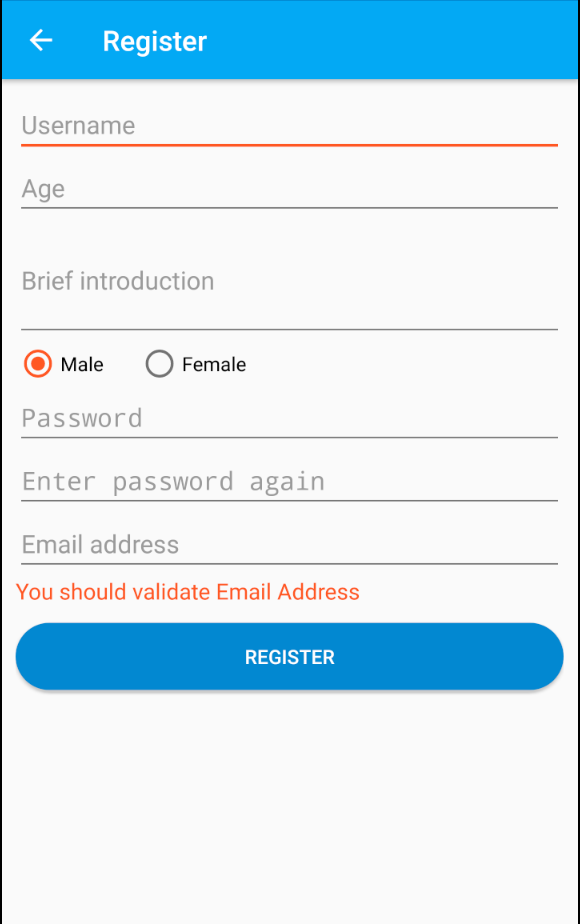 Register
Username
Age
Brief introduction
Male Female
Password
Enter password again
Email address
You should validate Email Address
REGISTER